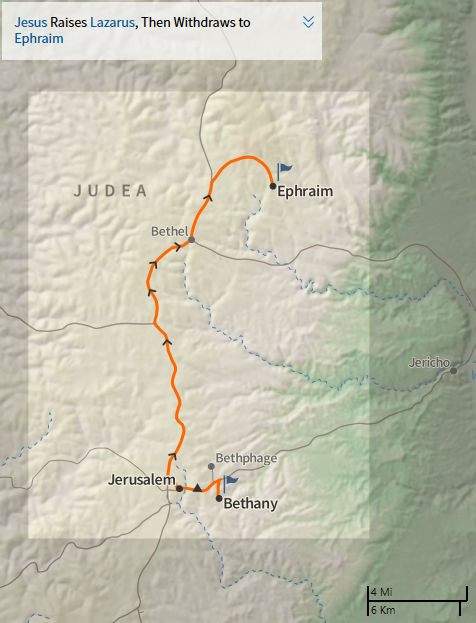 Jesus Raises Lazarus, Then Withdraws to
Ephraim
JUDEA
Ephraim
Bethel
Jericho
Bethphage
Jerusalem
Bethany
4 Mi
6 Km